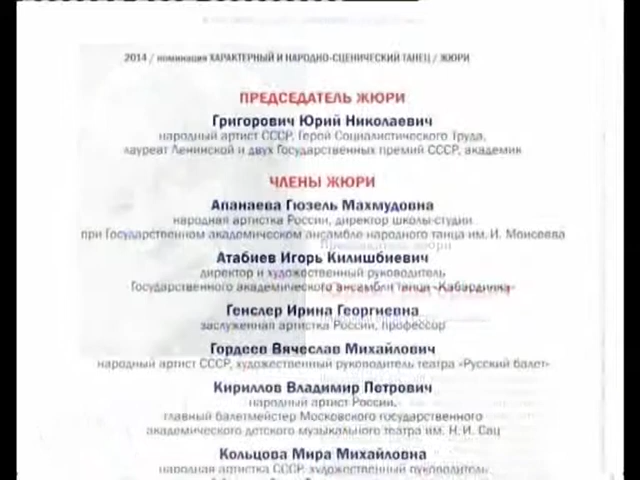 2014 / номинация ХАРАКТЕРНЫЙ И НАРОДНО-СЦЕНИЧЕСКИЙ ТАНЕЦ / ЖЮРИ
ПРЕДСЕДАТЕЛЬ ЖЮРИ
Григорович Юрий Николаевич
народный артист СССР, Герой Социалистического Труда,
лауреат Ленинской и двух Государственных премий СССР, академик
ЧЛЕНЫ ЖЮРИ
Апанаева Гюзель Махмудовна
народная артистка России, директор школы-студии
при Государственном академическом ансамбле народного танца им. И. Моисеева
Атабиев Игорь Килишбиевич
директор и художественный руководитель
Государственного академического ансамбля танца «Кабардинка»
Генслер Ирина Георгиевна
заслуженная артистка России, профессор
Гордеев Вячеслав Михайлович
народный артист СССР, художественный руководитель театра «Русский балет»
Кириллов Владимир Петрович
народный артист России,
главный балетмейстер Московского государственного
академического детского музыкального театра им. Н. И. Сац
Кольцова Мира Михайловна
народная артистка СССР, художественный руководитель